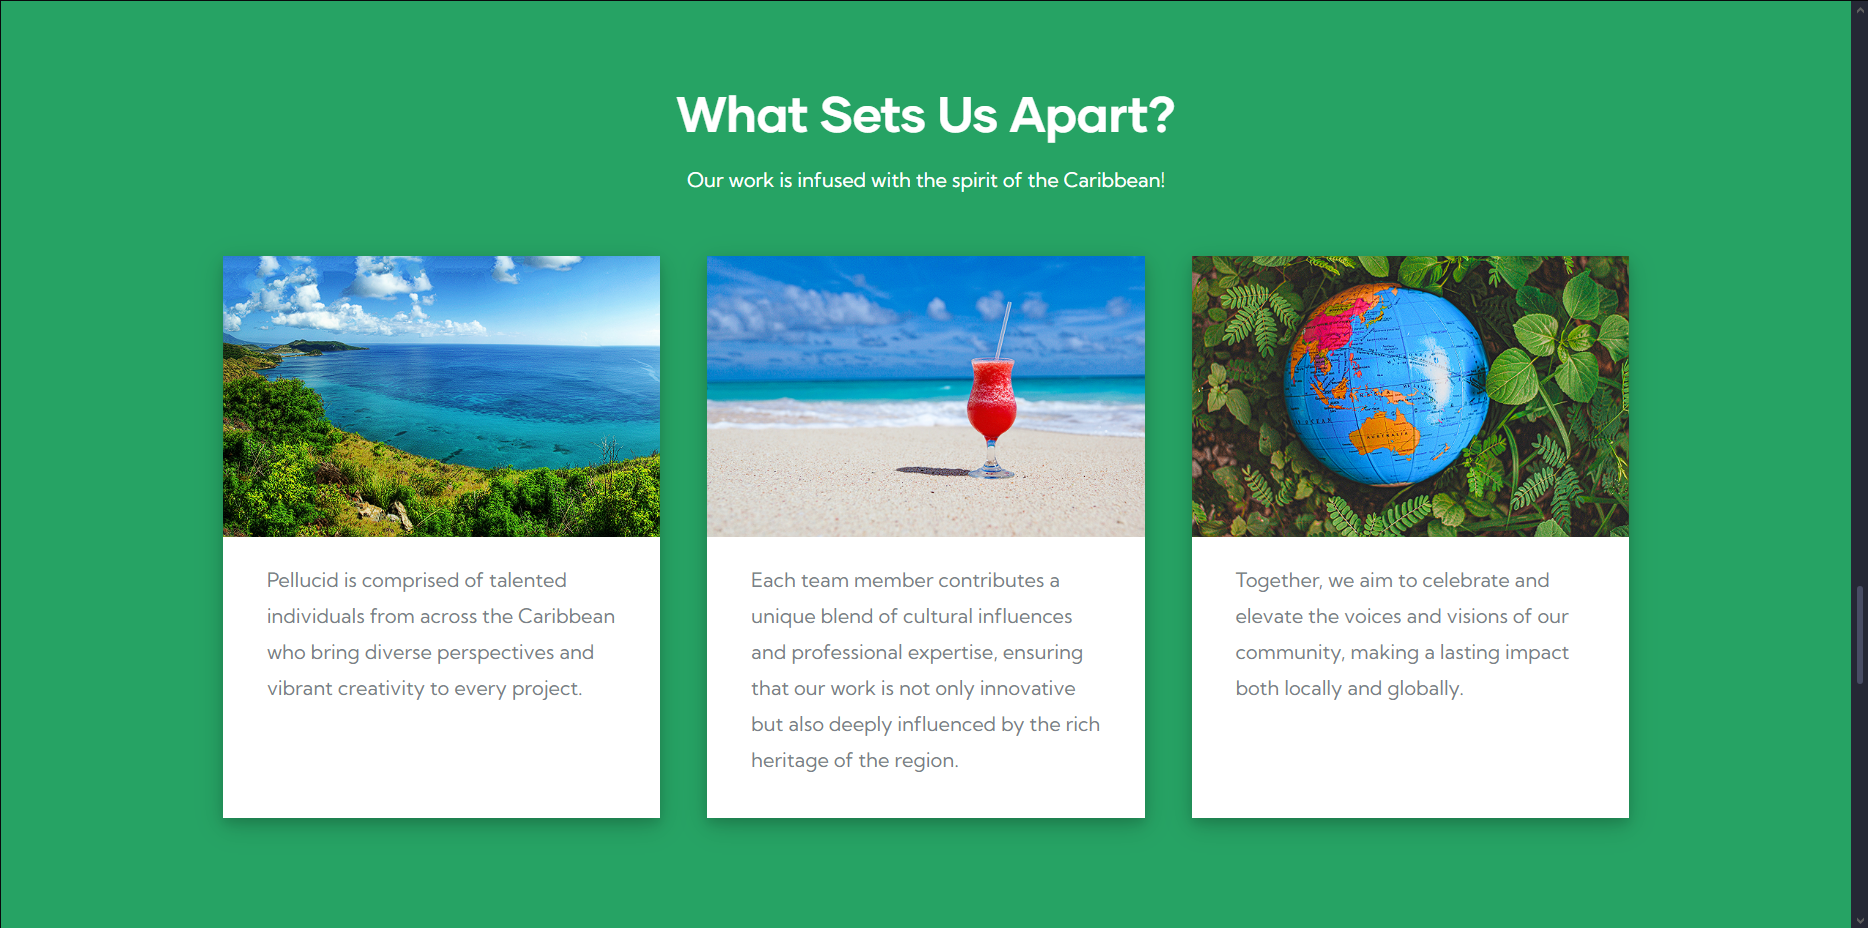 What Sets Us Apart?
Our work is infused with the spirit of the Caribbean!
Pellucid is comprised of talented
individuals from across the Caribbean
who bring diverse perspectives and
vibrant creativity to every project.
Each team member contributes a
unique blend of cultural influences
and professional expertise, ensuring
that our work is not only innovative
but also deeply influenced by the rich
heritage of the region.
AUSTRALIA
Together, we aim to celebrate and
elevate the voices and visions of our
community, making a lasting impact
both locally and globally.